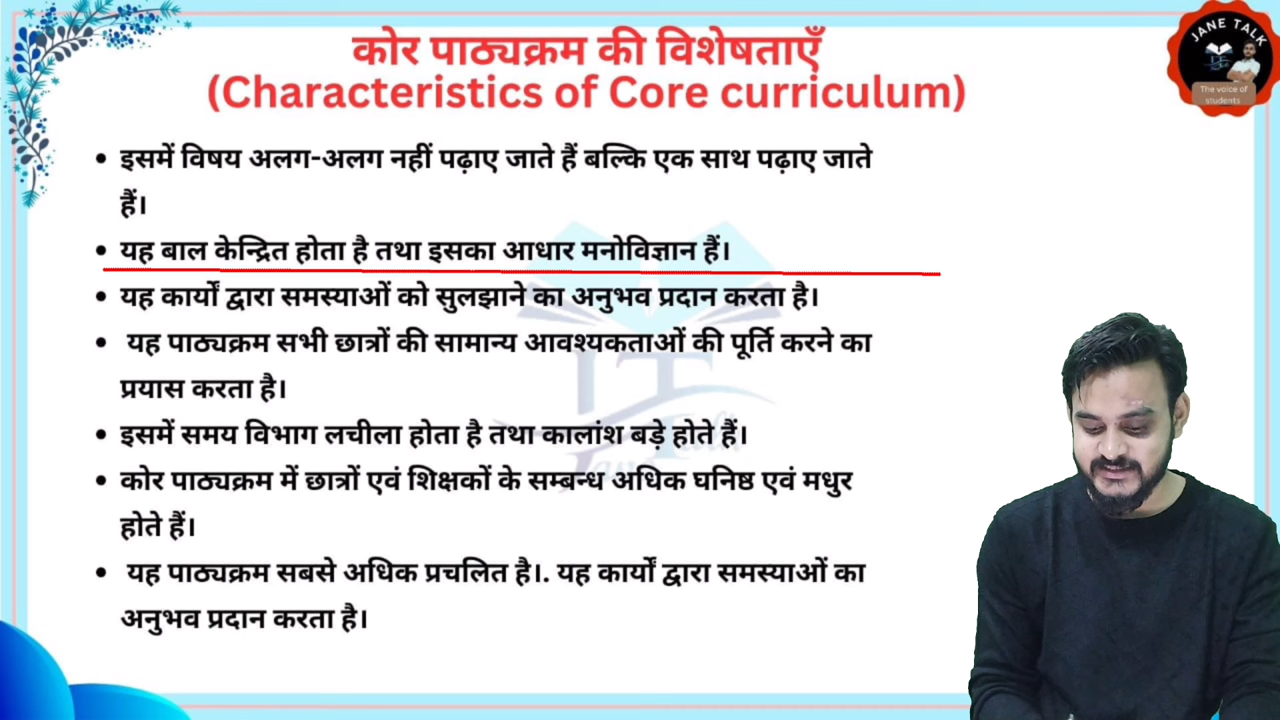 कोर पाठ्यक्रम की विशेषताएँ
(Characteristics of Core curriculum)
JANE TALK
The voice of
students
• इसमें विषय अलग-अलग नहीं पढ़ाए जाते हैं बल्कि एक साथ पढ़ाए जाते
हैं।
• यह बाल केन्द्रित होता है तथा इसका आधार मनोविज्ञान हैं।
• यह कार्यों द्वारा समस्याओं को सुलझाने का अनुभव प्रदान करता है।
• यह पाठ्यक्रम सभी छात्रों की सामान्य आवश्यकताओं की पूर्ति करने का
प्रयास करता है।
• इसमें समय विभाग लचीला होता है तथा कालांश बड़े होते हैं।
• कोर पाठ्यक्रम में छात्रों एवं शिक्षकों के सम्बन्ध अधिक घनिष्ठ एवं मधुर
होते हैं।
• यह पाठ्यक्रम सबसे अधिक प्रचलित है।. यह कार्यों द्वारा समस्याओं का
अनुभव प्रदान करता है।